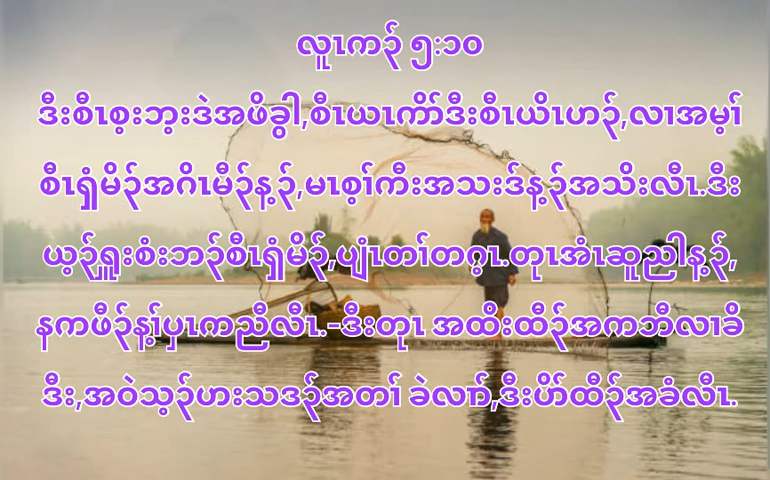 လူၤကၣ် ၅:၁၀
ဒီးစီၤစ့းဘ့းဒဲအဖိခွါ,စီၤယၤကိာ်ဒီးစီၤယိၤဟၣ်,လၢအမ့ၢ်
စီၤရှံမိၣ်အဂိၤမီၣ်န့ၣ်,မၤစ့ၢ်ကီးအသးဒ်န့ၣ်အသိးလီၤ.ဒီး
ယ့ၣ်ရှူးစံးဘၣ်စီၤရှံမိၣ်,ပျံၤတၢ်တဂ့ၤ.တုၤအံၤဆူညါန့ၣ်,
နကဖီၣ်န့ၢ်ပှၤကညီလီၤ.–ဒီးတုၤ အထိးထီၣ်အကဘီလၢခိ
ဒီး,အဝဲသ့ၣ်ဟးသဒၣ်အတၢ် ခဲလၢာ်,ဒီးပိာ်ထီၣ်အခံလီၤ.